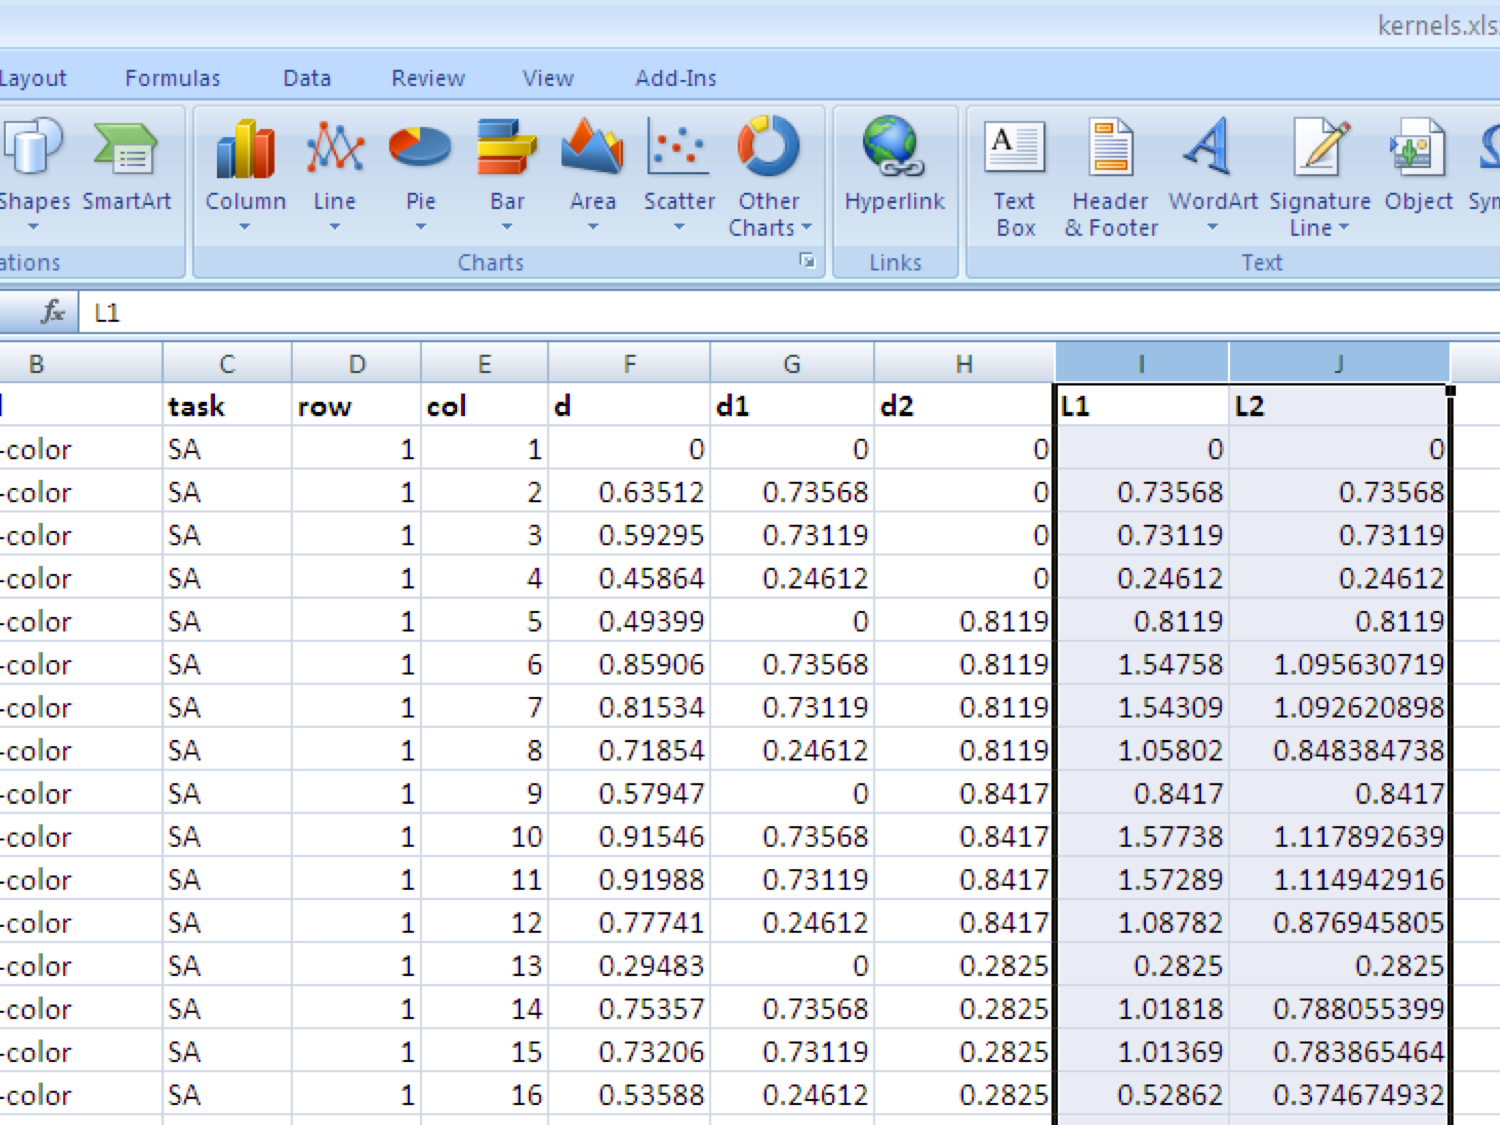 kernels.xls
Layout Formulas Data Review View Add-Ins
Shapes SmartArt Column Line Pie Bar Area Scatter Other Charts Hyperlink Text Box Header & Footer WordArt Signature Line Object
Charts Links Text
fx L1
B C D E F G H I J
task row col d d1 d2 L1 L2
-color SA 1 1 0 0 0 0 0
-color SA 1 2 0.63512 0.73568 0 0.73568 0.73568
-color SA 1 3 0.59295 0.73119 0 0.73119 0.73119
-color SA 1 4 0.45864 0.24612 0 0.24612 0.24612
-color SA 1 5 0.49399 0 0.8119 0.8119 0.8119
-color SA 1 6 0.85906 0.73568 0.8119 1.54758 1.095630719
-color SA 1 7 0.81534 0.73119 0.8119 1.54309 1.092620898
-color SA 1 8 0.71854 0.24612 0.8119 1.05802 0.848384738
-color SA 1 9 0.57947 0 0.8417 0.8417 0.8417
-color SA 1 10 0.91546 0.73568 0.8417 1.57738 1.117892639
-color SA 1 11 0.91988 0.73119 0.8417 1.57289 1.114942916
-color SA 1 12 0.77741 0.24612 0.8417 1.08782 0.876945805
-color SA 1 13 0.29483 0 0.2825 0.2825 0.2825
-color SA 1 14 0.75357 0.73568 0.2825 1.01818 0.788055399
-color SA 1 15 0.73206 0.73119 0.2825 1.01369 0.783865464
-color SA 1 16 0.53588 0.24612 0.2825 0.52862 0.374674932